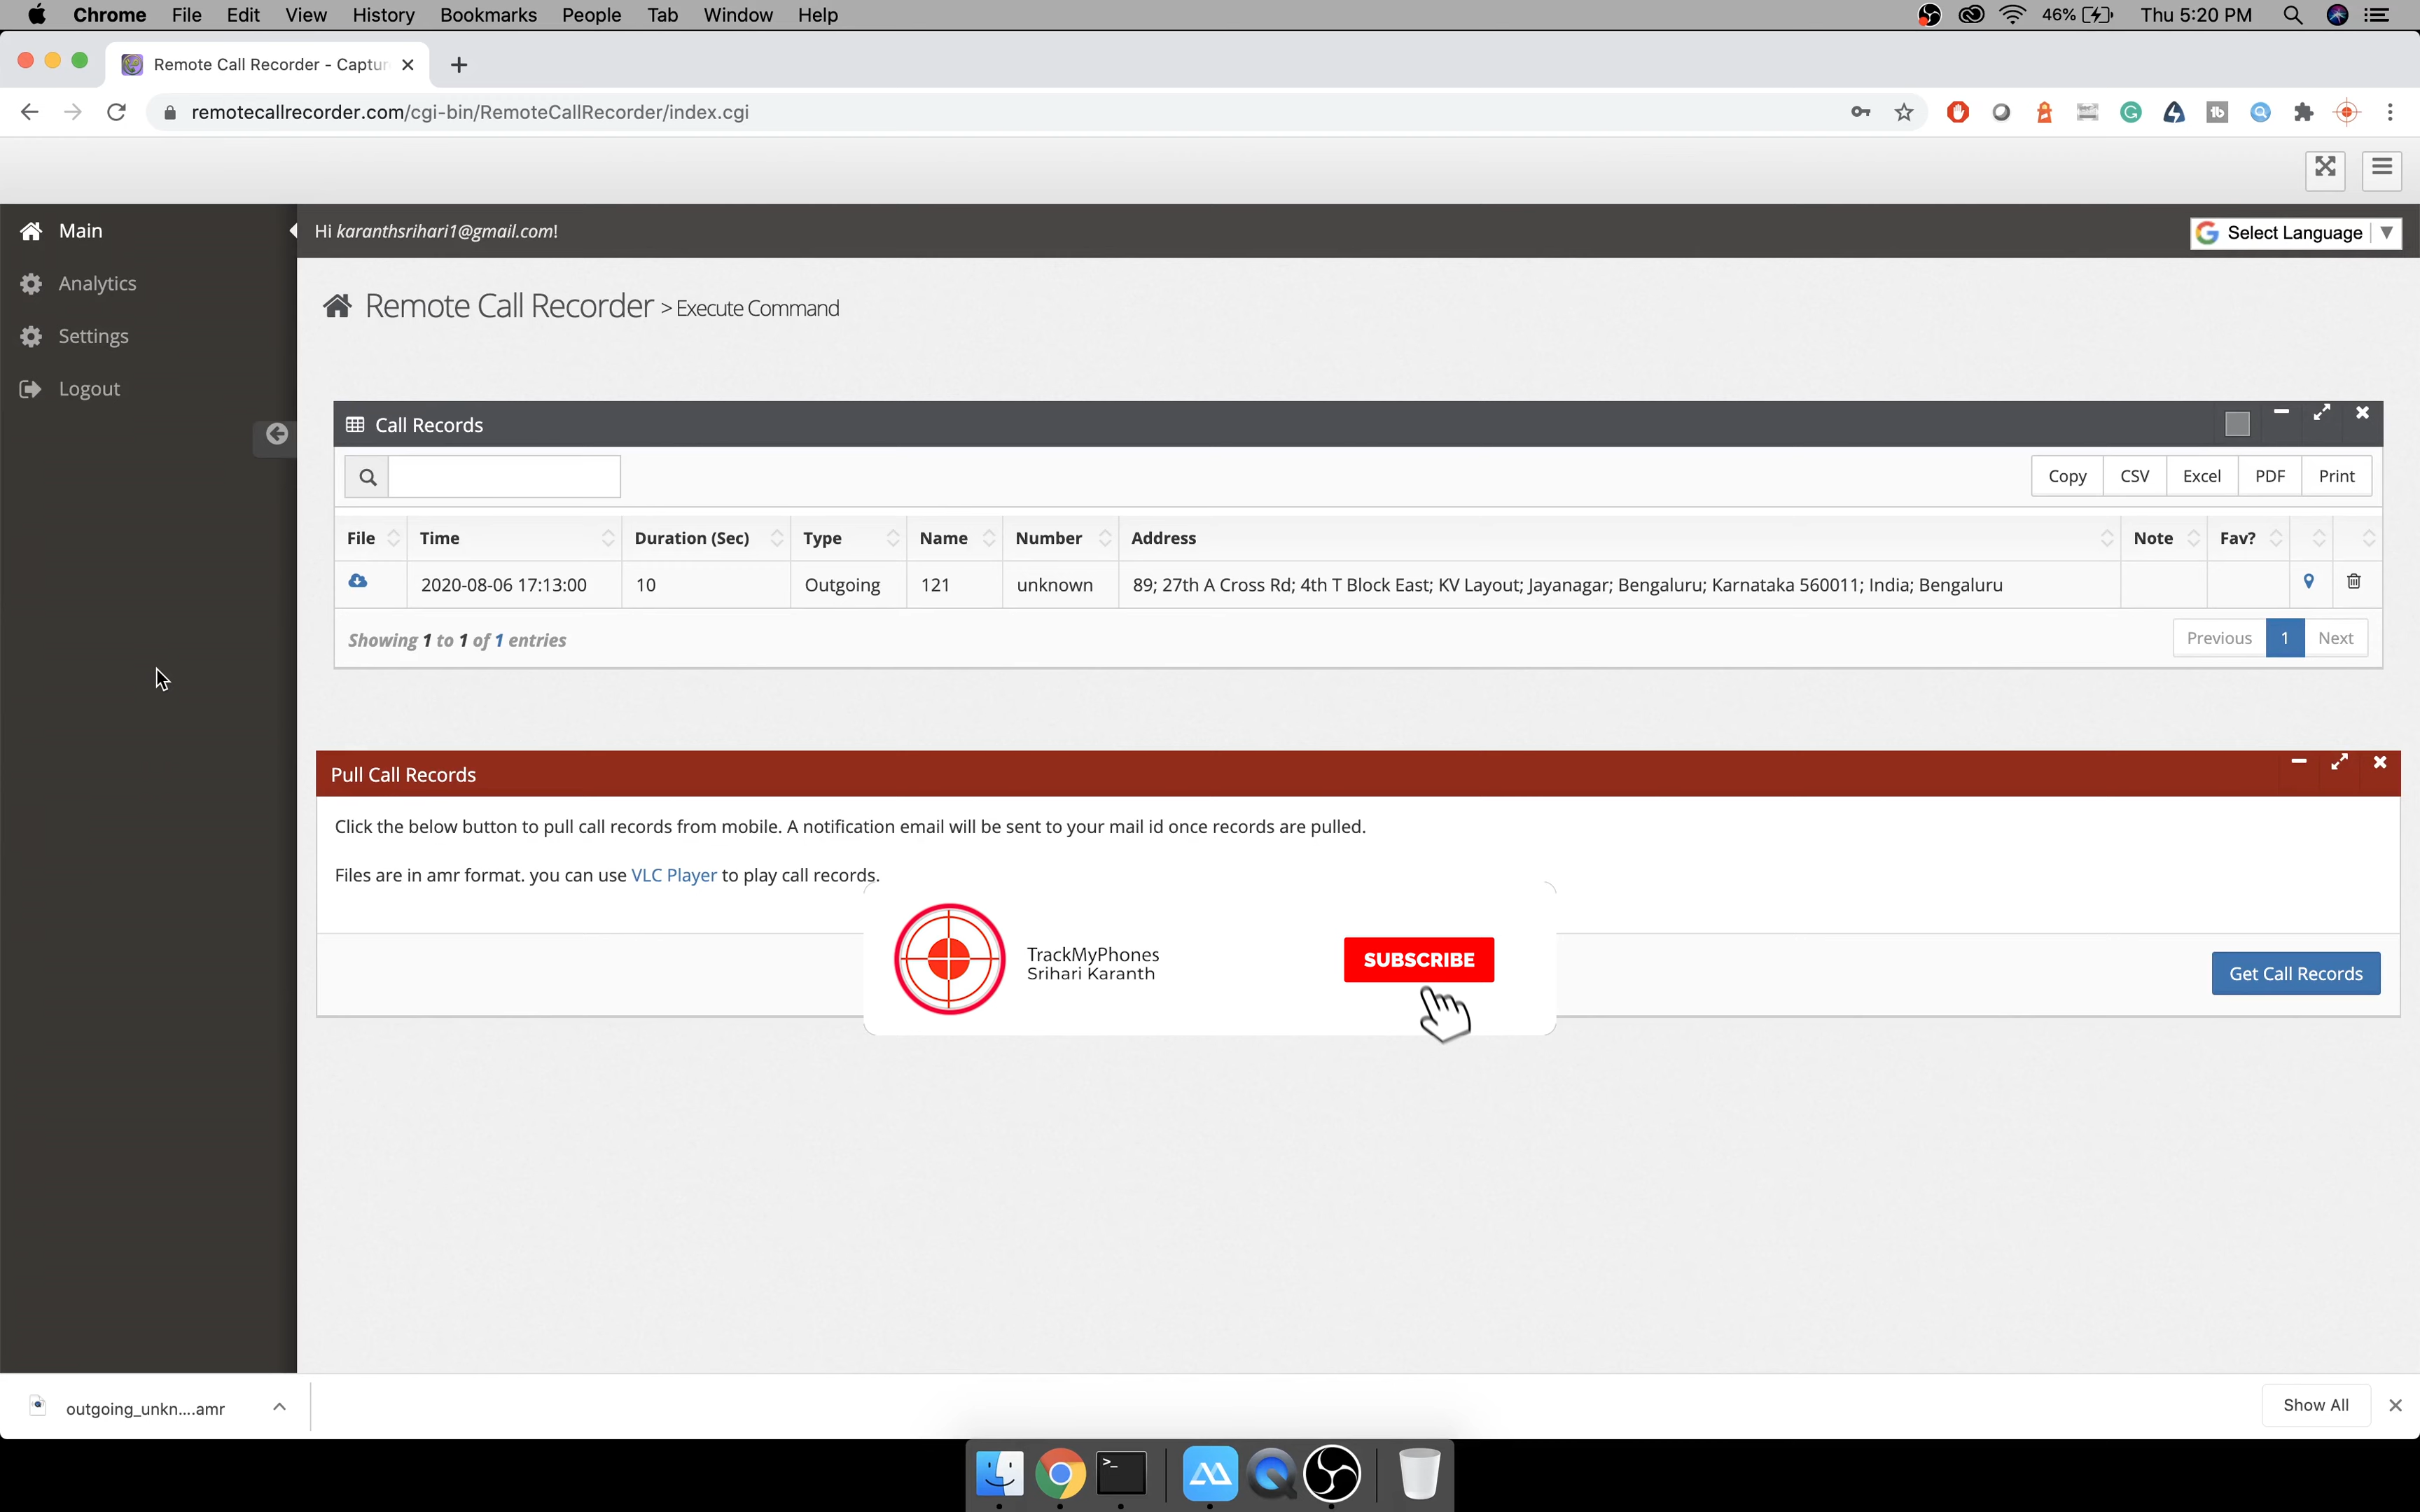 Chrome File Edit View History Bookmarks People Tab Window Help 46% Thu 5:20 PM
Remote Call Recorder - Captur
remotecallrecorder.com/cgi-bin/RemoteCallRecorder/index.cgi
Main
Hi karanthsrihari1@gmail.com!
Select Language
Analytics
Settings
Logout
Remote Call Recorder > Execute Command
Call Records
Copy CSV Excel PDF Print
File Time Duration (Sec) Type Name Number Address Note Fav?
2020-08-06 17:13:00 10 Outgoing 121 unknown 89; 27th A Cross Rd; 4th T Block East; KV Layout; Jayanagar; Bengaluru; Karnataka 560011; India; Bengaluru
Showing 1 to 1 of 1 entries
Previous 1 Next
Pull Call Records
Click the below button to pull call records from mobile. A notification email will be sent to your mail id once records are pulled.
Files are in amr format. you can use VLC Player to play call records.
TrackMyPhones
Srihari Karanth
SUBSCRIBE
Get Call Records
outgoing_unkn....amr
Show All